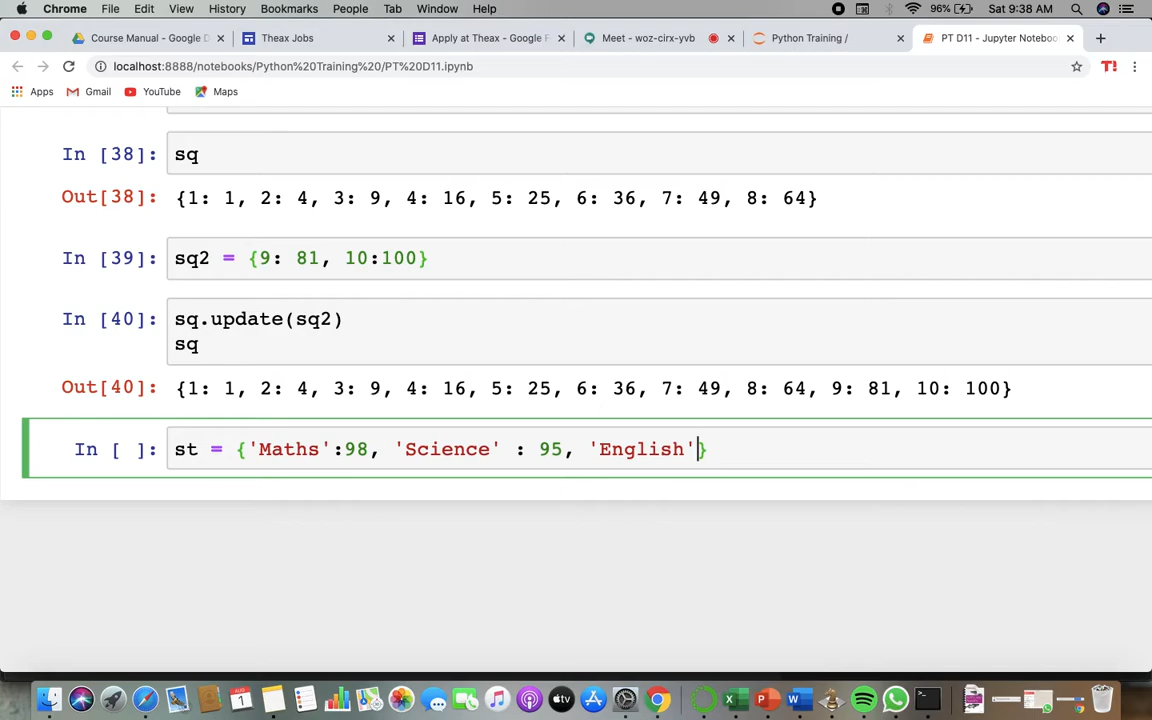 Chrome File Edit View History Bookmarks People Tab Window Help 96% Sat 9:38 AM
Course Manual - Google D Theax Jobs Apply at Theax - Google F Meet - woz-cirx-yvb Python Training / PT D11 - Jupyter Noteboo
localhost:8888/notebooks/Python%20Training%20/PT%20D11.ipynb T!
Apps Gmail YouTube Maps
In [38]: sq
Out[38]: {1: 1, 2: 4, 3: 9, 4: 16, 5: 25, 6: 36, 7: 49, 8: 64}
In [39]: sq2 = {9: 81, 10:100}
In [40]: sq.update(sq2)
sq
Out[40]: {1: 1, 2: 4, 3: 9, 4: 16, 5: 25, 6: 36, 7: 49, 8: 64, 9: 81, 10: 100}
In [ ]: st = {'Maths':98, 'Science' : 95, 'English'}